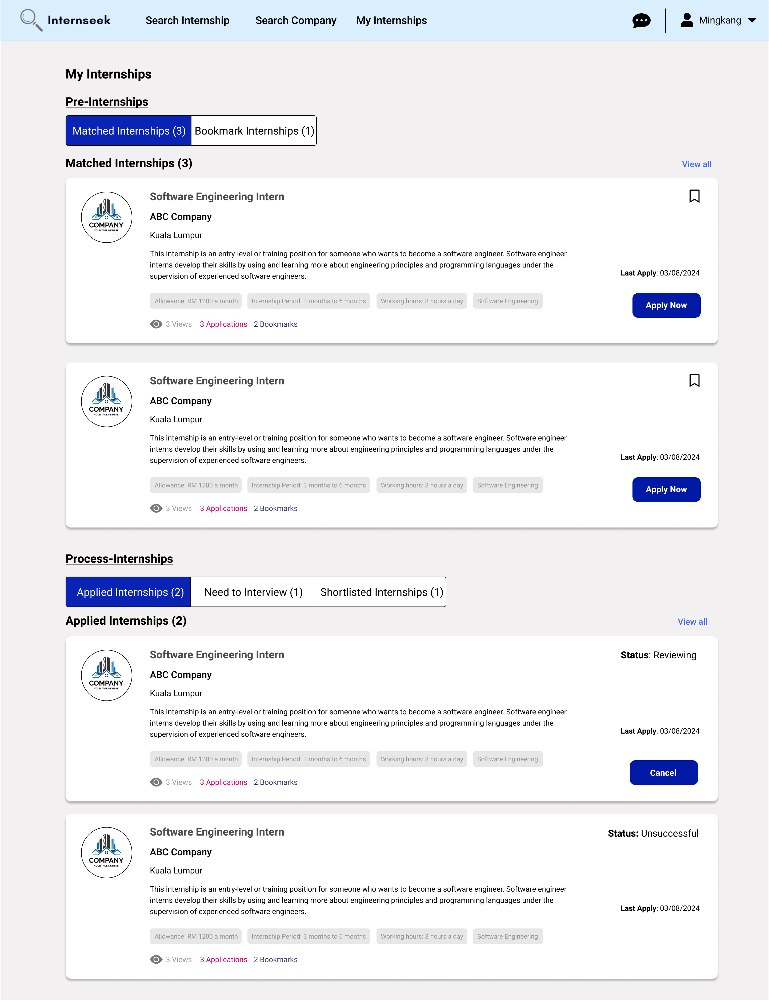 Internseek
Search Internship
Search Company
My Internships
Mingkang
My Internships
Pre-Internships
Matched Internships (3)
Bookmark Internships (1)
Matched Internships (3)
View all
COMPANY
YOUR TAGLINE HERE
Software Engineering Intern
ABC Company
Kuala Lumpur
This internship is an entry-level or training position for someone who wants to become a software engineer. Software engineer
interns develop their skills by using and learning more about engineering principles and programming languages under the
supervision of experienced software engineers.
Last Apply: 03/08/2024
Allowance: RM 1200 a month
Internship Period: 3 months to 6 months
Working hours: 8 hours a day
Software Engineering
Apply Now
3 Views
3 Applications
2 Bookmarks
COMPANY
YOUR TAGLINE HERE
Software Engineering Intern
ABC Company
Kuala Lumpur
This internship is an entry-level or training position for someone who wants to become a software engineer. Software engineer
interns develop their skills by using and learning more about engineering principles and programming languages under the
supervision of experienced software engineers.
Last Apply: 03/08/2024
Allowance: RM 1200 a month
Internship Period: 3 months to 6 months
Working hours: 8 hours a day
Software Engineering
Apply Now
3 Views
3 Applications
2 Bookmarks
Process-Internships
Applied Internships (2)
Need to Interview (1)
Shortlisted Internships (1)
Applied Internships (2)
View all
COMPANY
YOUR TAGLINE HERE
Software Engineering Intern
Status: Reviewing
ABC Company
Kuala Lumpur
This internship is an entry-level or training position for someone who wants to become a software engineer. Software engineer
interns develop their skills by using and learning more about engineering principles and programming languages under the
supervision of experienced software engineers.
Last Apply: 03/08/2024
Allowance: RM 1200 a month
Internship Period: 3 months to 6 months
Working hours: 8 hours a day
Software Engineering
Cancel
3 Views
3 Applications
2 Bookmarks
COMPANY
YOUR TAGLINE HERE
Software Engineering Intern
Status: Unsuccessful
ABC Company
Kuala Lumpur
This internship is an entry-level or training position for someone who wants to become a software engineer. Software engineer
interns develop their skills by using and learning more about engineering principles and programming languages under the
supervision of experienced software engineers.
Last Apply: 03/08/2024
Allowance: RM 1200 a month
Internship Period: 3 months to 6 months
Working hours: 8 hours a day
Software Engineering
3 Views
3 Applications
2 Bookmarks